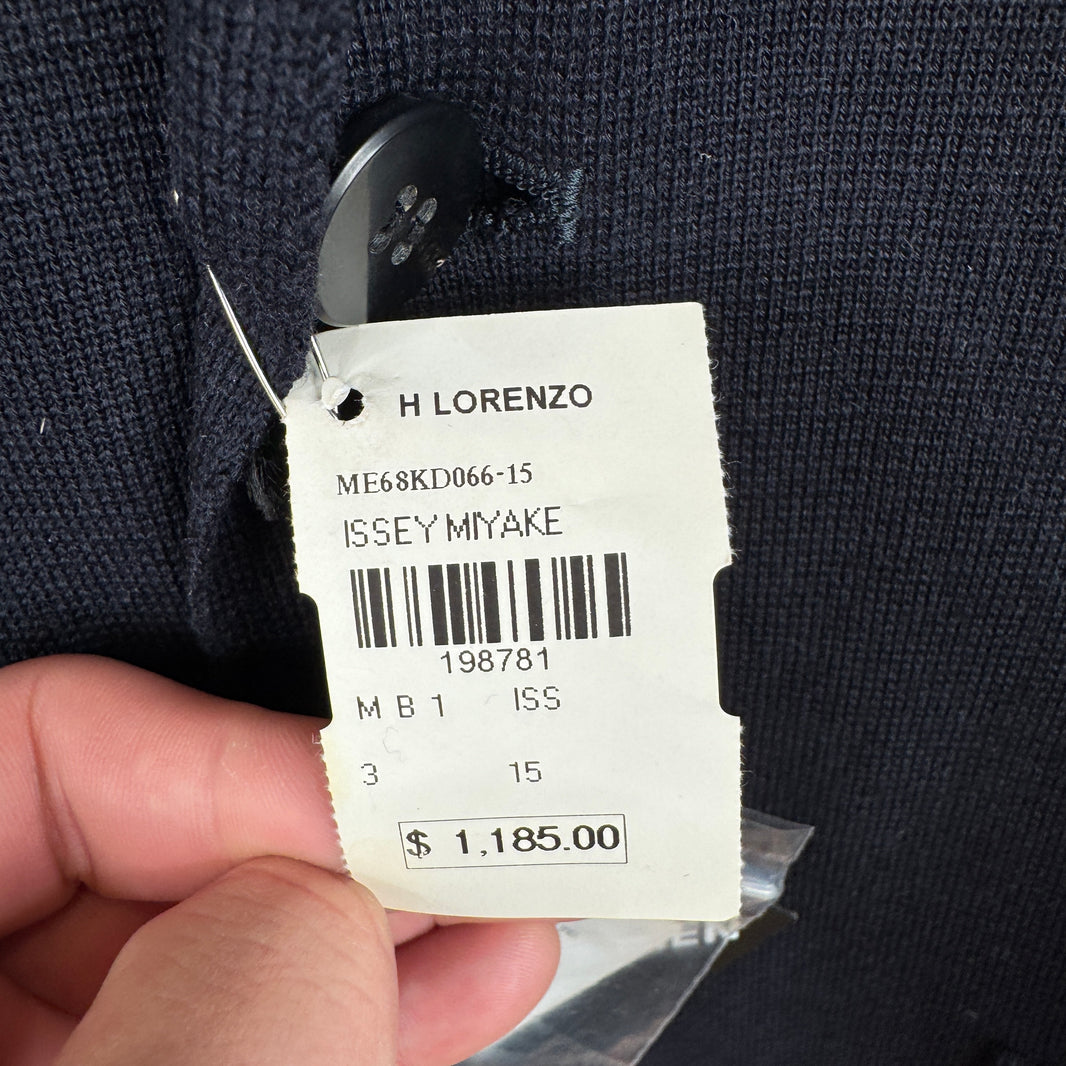 H LORENZO
ME68KD066-15
ISSEY MIYAKE
198781
M B 1 ISS
3 15
$ 1,185.00